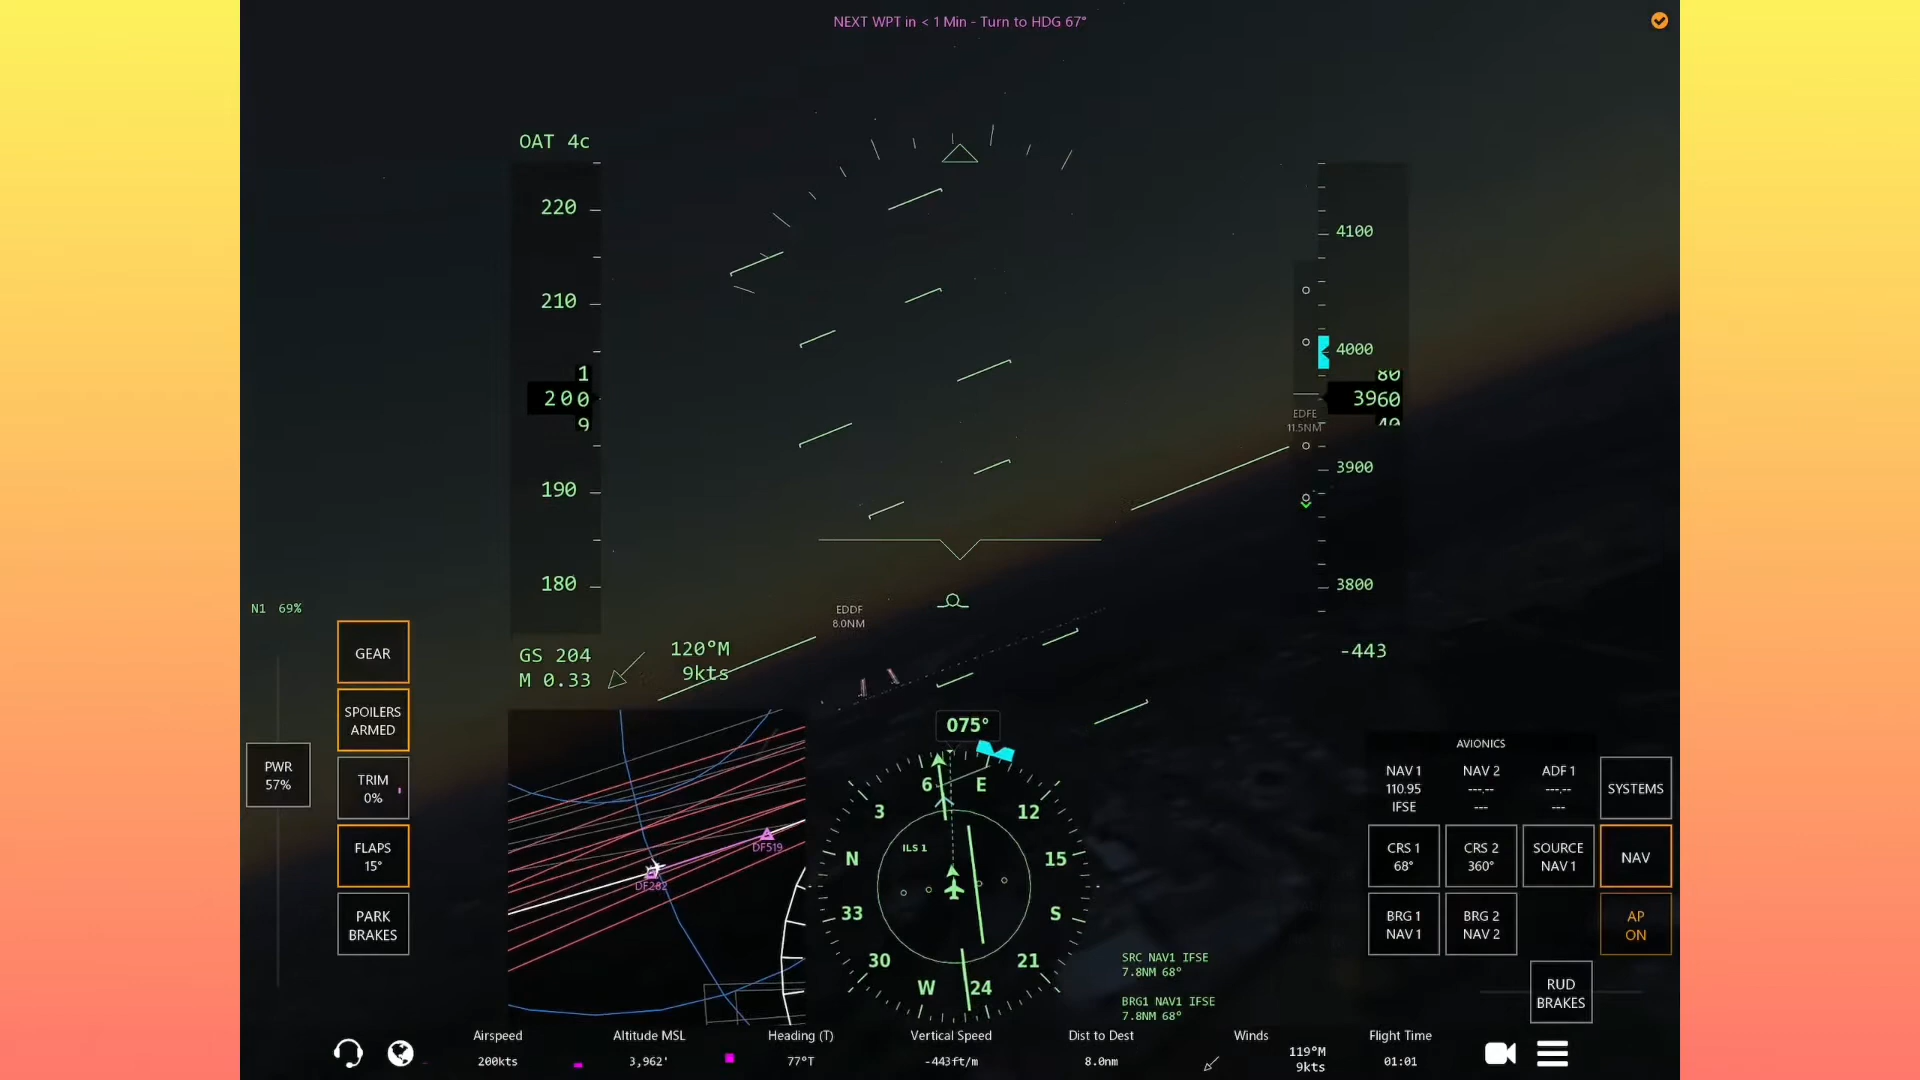 NEXT WPT in < 1 Min - Turn to HDG 67°
OAT 4c
220
210
1
200
9
190
180
GS 204
M 0.33
120°M
9kts
4100
4000
80
3960
40
3900
3800
-443
EDFE
11.5NM
EDDF
8.0NM
N1 69%
PWR
57%
GEAR
SPOILERS
ARMED
TRIM
0%
FLAPS
15°
PARK
BRAKES
DF519
DF282
075°
6
E
3
12
N
15
33
S
30
21
W
24
ILS 1
SRC NAV1 IFSE
7.8NM 68°
BRG1 NAV1 IFSE
7.8NM 68°
AVIONICS
NAV 1
110.95
IFSE
NAV 2
---.--
---
ADF 1
---.--
---
SYSTEMS
CRS 1
68°
CRS 2
360°
SOURCE
NAV 1
NAV
BRG 1
NAV 1
BRG 2
NAV 2
AP
ON
RUD
BRAKES
Airspeed
200kts
Altitude MSL
3,962'
Heading (T)
77°T
Vertical Speed
-443ft/m
Dist to Dest
8.0nm
Winds
119°M
9kts
Flight Time
01:01